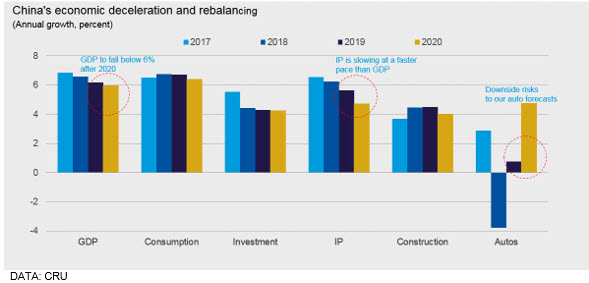 China's economic deceleration and rebalancing
(Annual growth, percent)
2017 2018 2019 2020
GDP to fall below 6%
after 2020
IP is slowing at a faster
pace than GDP
Downside risks
to our auto forecasts
8
6
4
2
0
-2
-4
GDP Consumption Investment IP Construction Autos
DATA: CRU